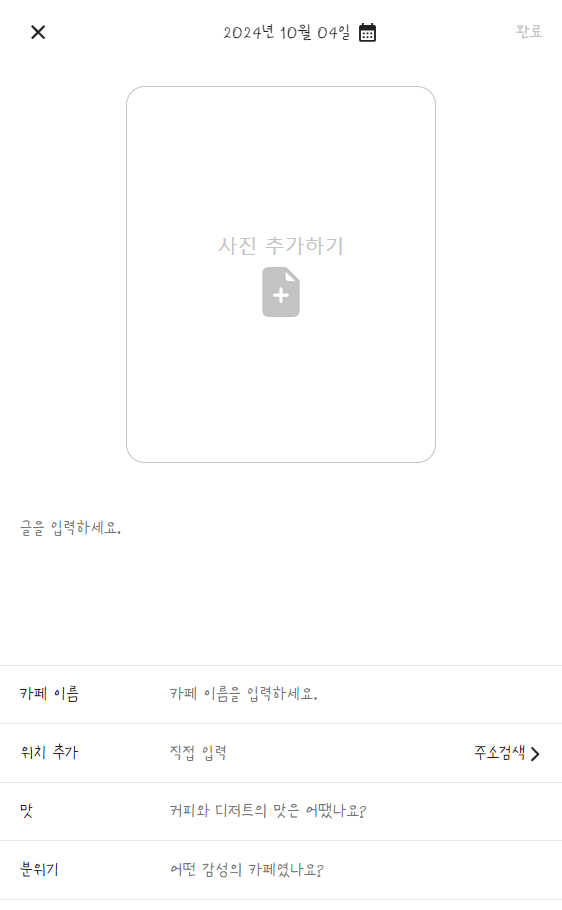 2024년 10월 04일
완료
사진 추가하기
글을 입력하세요.
카페 이름 카페 이름을 입력하세요.
위치 추가 직접 입력 주소검색
맛 커피와 디저트의 맛은 어땠나요?
분위기 어떤 감성의 카페였나요?